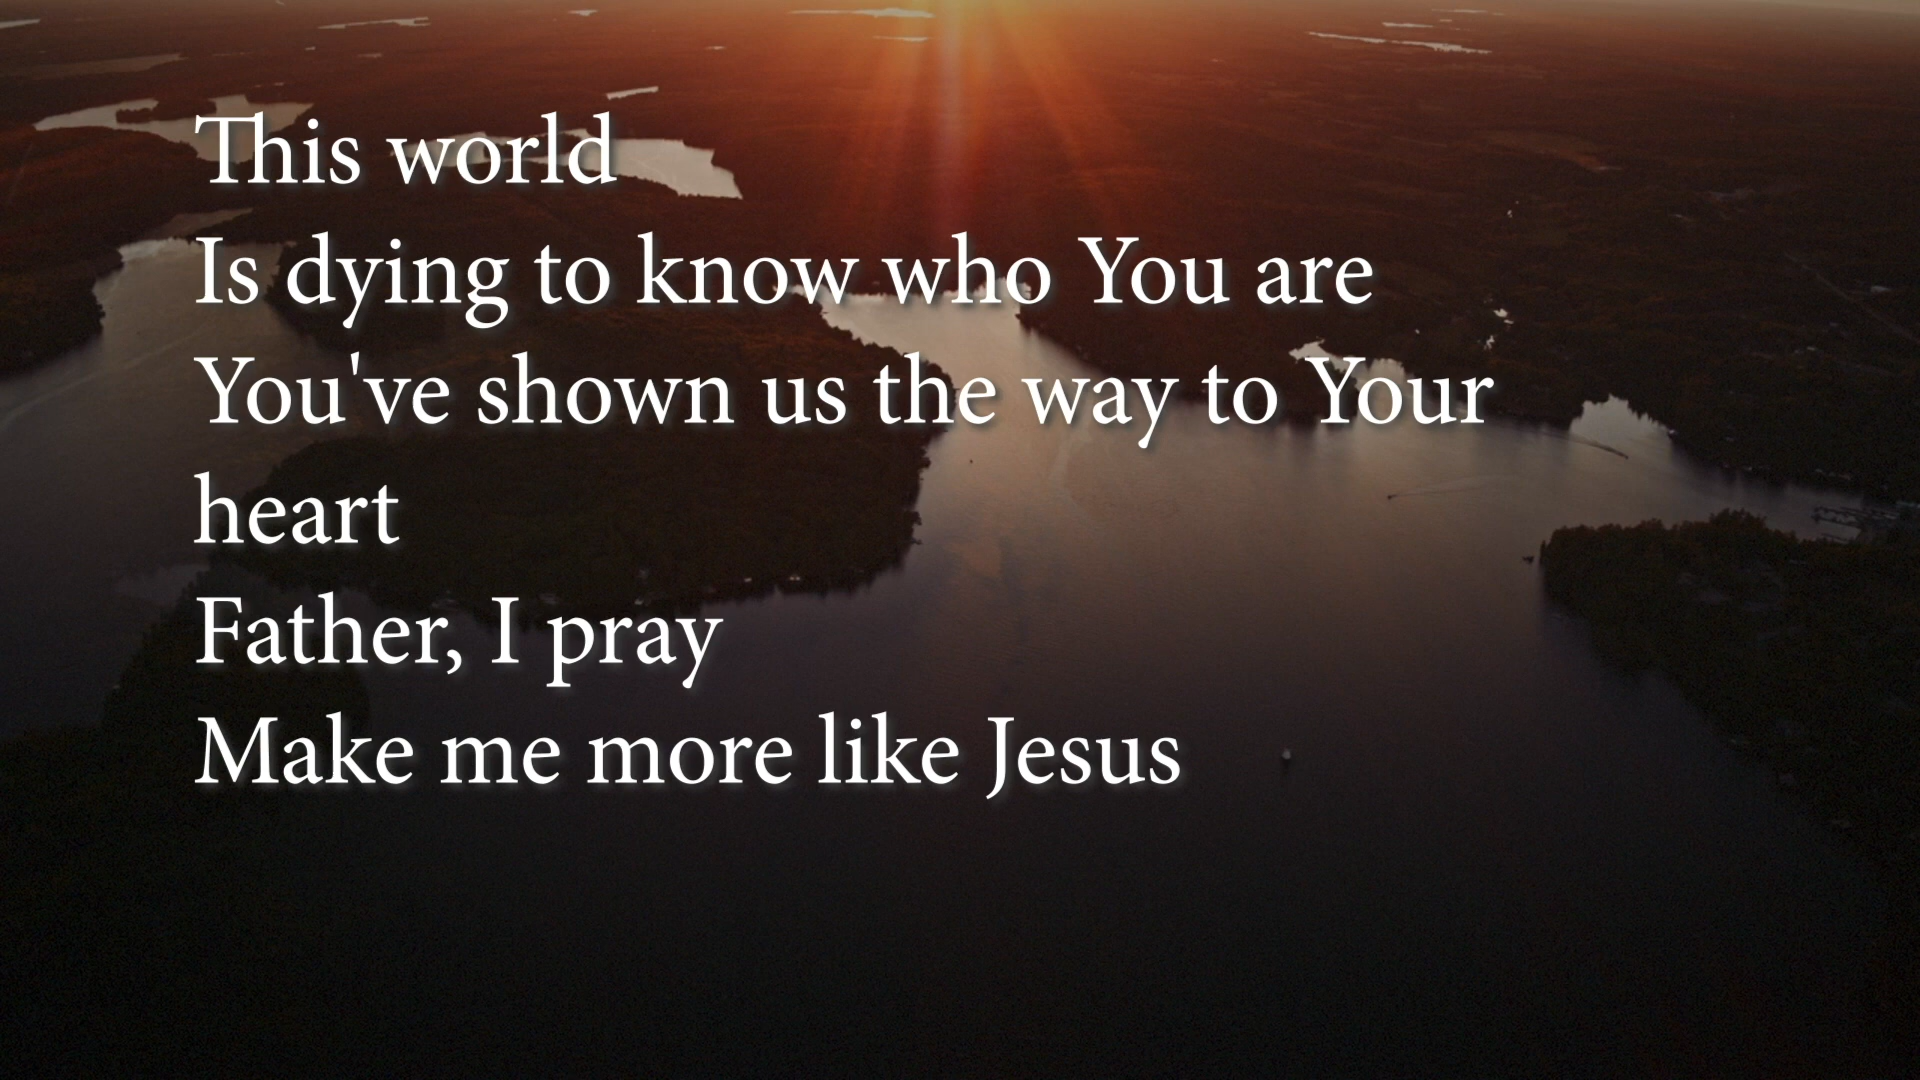 This world
Is dying to know who You are
You've shown us the way to Your
heart
Father, I pray
Make me more like Jesus